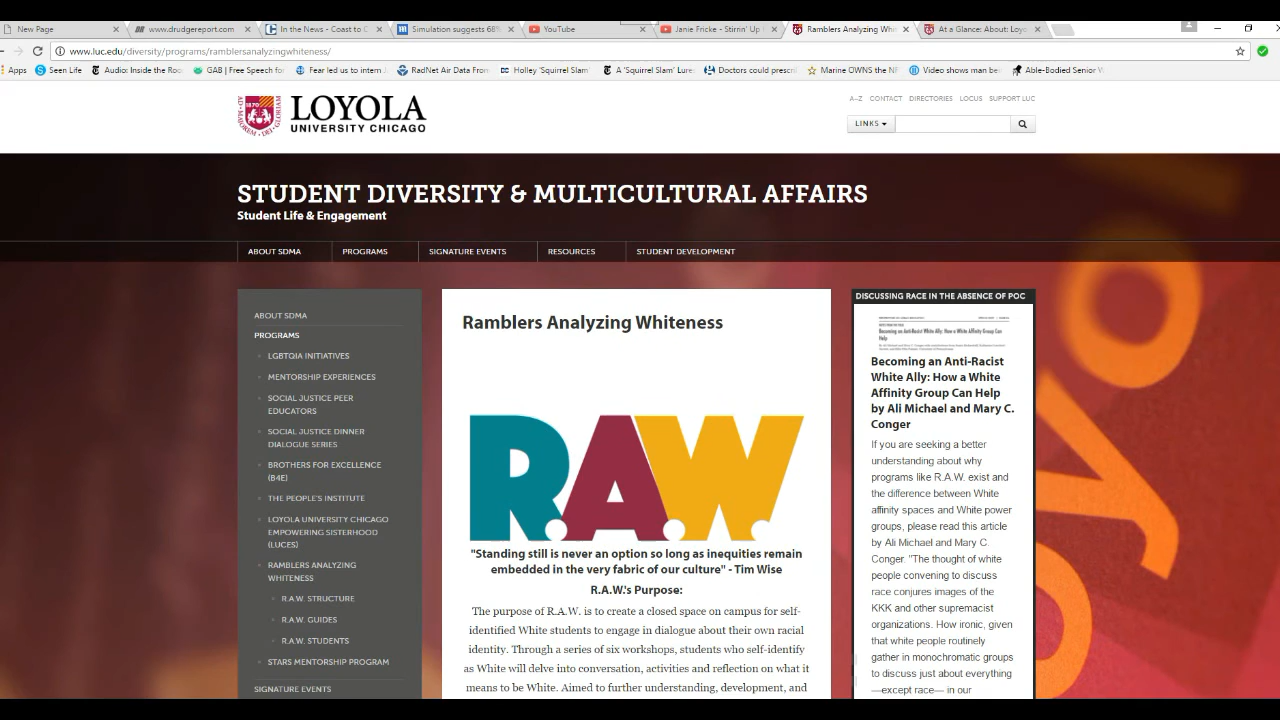 New Page
www.drudgereport.com
In the News - Coast to C
Simulation suggests 68%
YouTube
Janie Fricke - Stirrin' Up
Ramblers Analyzing Whi
At a Glance: About: Loyo
www.luc.edu/diversity/programs/ramblersanalyzingwhiteness/
Apps
Seen Life
Audio: Inside the Roo
GAB | Free Speech for
Fear led us to intern J
RadNet Air Data From
Holley 'Squirrel Slam'
A 'Squirrel Slam' Lure
Doctors could prescri
Marine OWNS the NF
Video shows man be
Able-Bodied Senior W
LOYOLA
UNIVERSITY CHICAGO
1870
A–Z CONTACT DIRECTORIES LOCUS SUPPORT LUC
LINKS
STUDENT DIVERSITY & MULTICULTURAL AFFAIRS
Student Life & Engagement
ABOUT SDMA PROGRAMS SIGNATURE EVENTS RESOURCES STUDENT DEVELOPMENT
ABOUT SDMA
PROGRAMS
LGBTQIA INITIATIVES
MENTORSHIP EXPERIENCES
SOCIAL JUSTICE PEER
EDUCATORS
SOCIAL JUSTICE DINNER
DIALOGUE SERIES
BROTHERS FOR EXCELLENCE
(B4E)
THE PEOPLE'S INSTITUTE
LOYOLA UNIVERSITY CHICAGO
EMPOWERING SISTERHOOD
(LUCES)
RAMBLERS ANALYZING
WHITENESS
R.A.W. STRUCTURE
R.A.W. GUIDES
R.A.W. STUDENTS
STARS MENTORSHIP PROGRAM
SIGNATURE EVENTS
Ramblers Analyzing Whiteness
R.A.W.
"Standing still is never an option so long as inequities remain
embedded in the very fabric of our culture" - Tim Wise
R.A.W.'s Purpose:
The purpose of R.A.W. is to create a closed space on campus for self-
identified White students to engage in dialogue about their own racial
identity. Through a series of six workshops, students who self-identify
as White will delve into conversation, activities and reflection on what it
means to be White. Aimed to further understanding, development, and
DISCUSSING RACE IN THE ABSENCE OF POC
Becoming an Anti-Racist White Ally: How a White Affinity Group Can
Help
Becoming an Anti-Racist
White Ally: How a White
Affinity Group Can Help
by Ali Michael and Mary C.
Conger
If you are seeking a better
understanding about why
programs like R.A.W. exist and
the difference between White
affinity spaces and White power
groups, please read this article
by Ali Michael and Mary C.
Conger. "The thought of white
people convening to discuss
race conjures images of the
KKK and other supremacist
organizations. How ironic, given
that white people routinely
gather in monochromatic groups
to discuss just about everything
—except race— in our